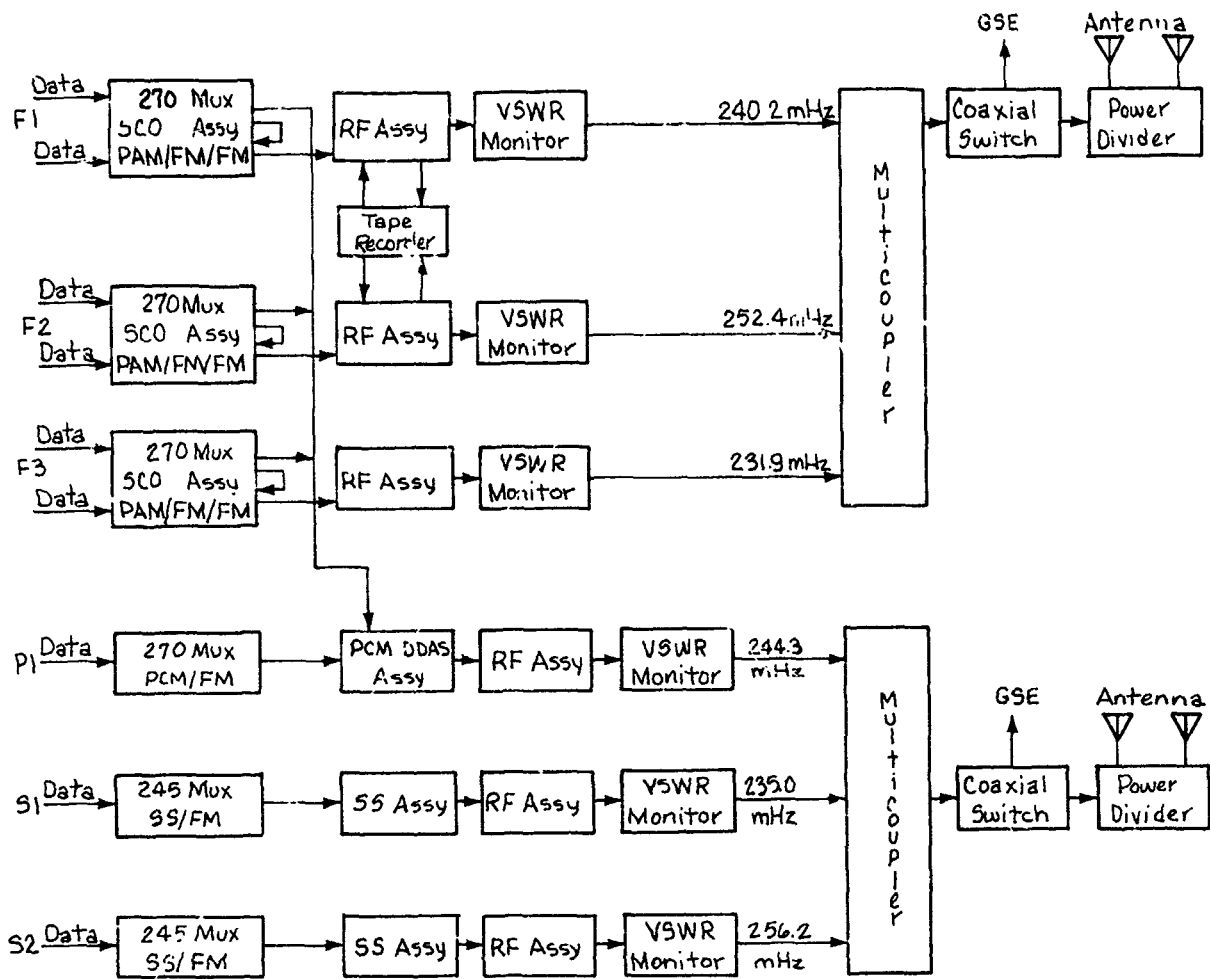 GSE
Antenna
Data
F1
Data
270 Mux
SCO Assy
PAM/FM/FM
RF Assy
VSWR
Monitor
240.2 mHz
Multicoupler
Coaxial
Switch
Power
Divider
Tape
Recorder
Data
F2
Data
270 Mux
SCO Assy
PAM/FM/FM
RF Assy
VSWR
Monitor
252.4 mHz
Data
F3
Data
270 Mux
SCO Assy
PAM/FM/FM
RF Assy
VSWR
Monitor
231.9 mHz
P1 Data
270 Mux
PCM/FM
PCM DDAS
Assy
RF Assy
VSWR
Monitor
244.3
mHz
Multicoupler
GSE
Antenna
S1 Data
245 Mux
SS/FM
SS Assy
RF Assy
VSWR
Monitor
235.0
mHz
Coaxial
Switch
Power
Divider
S2 Data
245 Mux
SS/FM
SS Assy
RF Assy
VSWR
Monitor
256.2
mHz